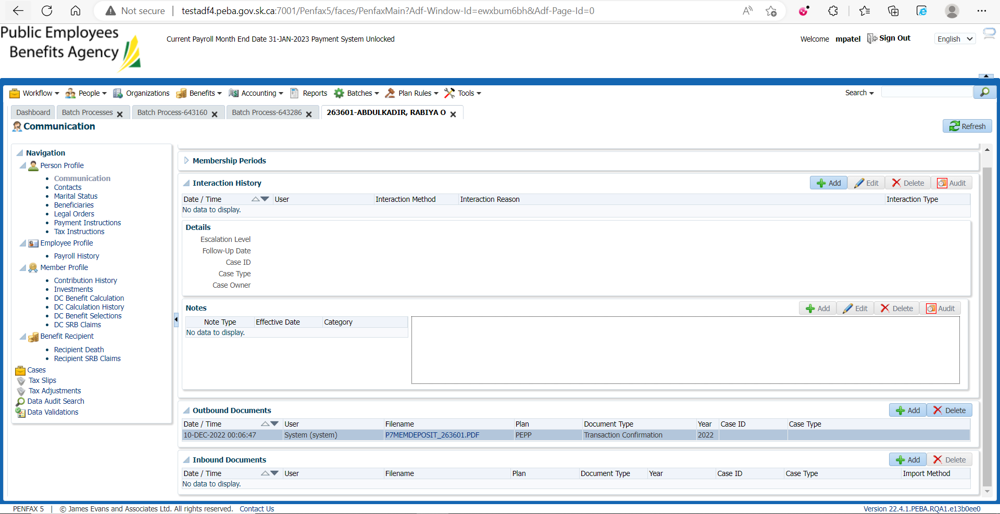 Not secure | testadf4.peba.gov.sk.ca:7001/Penfax5/faces/PenfaxMain?Adf-Window-Id=ewxbum6bh&Adf-Page-Id=0
Public Employees
Benefits Agency
Current Payroll Month End Date 31-JAN-2023 Payment System Unlocked
Welcome mpatel Sign Out English
Workflow People Organizations Benefits Accounting Reports Batches Plan Rules Tools Search
Dashboard Batch Processes Batch Process-643160 Batch Process-643286 263601-ABDULKADIR, RABIYA O
Communication
Refresh
Navigation
Person Profile
Communication
Contacts
Marital Status
Beneficiaries
Legal Orders
Payment Instructions
Tax Instructions
Employee Profile
Payroll History
Member Profile
Contribution History
Investments
DC Benefit Calculation
DC Calculation History
DC Benefit Selections
DC SRB Claims
Benefit Recipient
Recipient Death
Recipient SRB Claims
Cases
Tax Slips
Tax Adjustments
Data Audit Search
Data Validations
Membership Periods
Interaction History Add Edit Delete Audit
Date / Time User Interaction Method Interaction Reason Interaction Type
No data to display.
Details
Escalation Level
Follow-Up Date
Case ID
Case Type
Case Owner
Notes Add Edit Delete Audit
Note Type Effective Date Category
No data to display.
Outbound Documents Add Delete
Date / Time User Filename Plan Document Type Year Case ID Case Type
10-DEC-2022 00:06:47 System (system) P7MEMDEPOSIT_263601.PDF PEPP Transaction Confirmation 2022
Inbound Documents Add Delete
Date / Time User Filename Plan Document Type Year Case ID Case Type Import Method
No data to display.
PENFAX 5 | © James Evans and Associates Ltd. All rights reserved. Contact Us Version 22.4.1.PEBA.RQA1.e13b0ee0